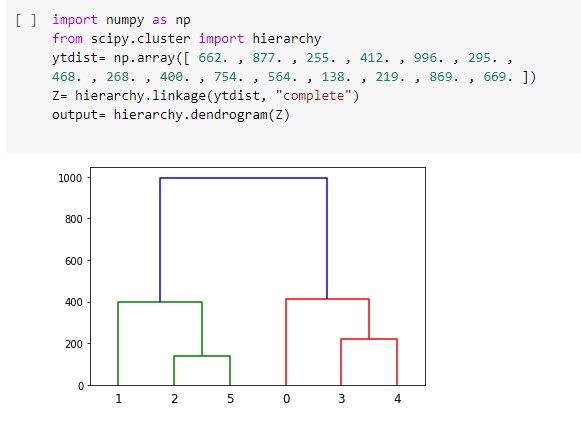 [ ] import numpy as np
from scipy.cluster import hierarchy
ytdist= np.array([ 662. , 877. , 255. , 412. , 996. , 295. ,
468. , 268. , 400. , 754. , 564. , 138. , 219. , 869. , 669. ])
Z= hierarchy.linkage(ytdist, "complete")
output= hierarchy.dendrogram(Z)
1000
800
600
400
200
0
1 2 5 0 3 4